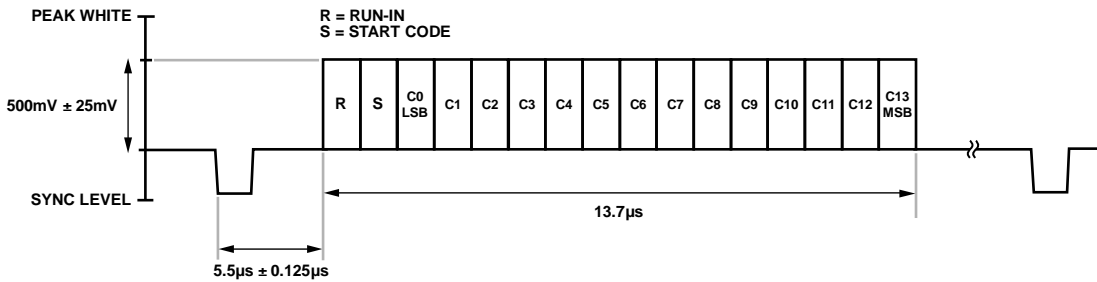 PEAK WHITE
R = RUN-IN
S = START CODE
500mV ± 25mV
R
S
C0
LSB
C1
C2
C3
C4
C5
C6
C7
C8
C9
C10
C11
C12
C13
MSB
SYNC LEVEL
13.7µs
5.5µs ± 0.125µs